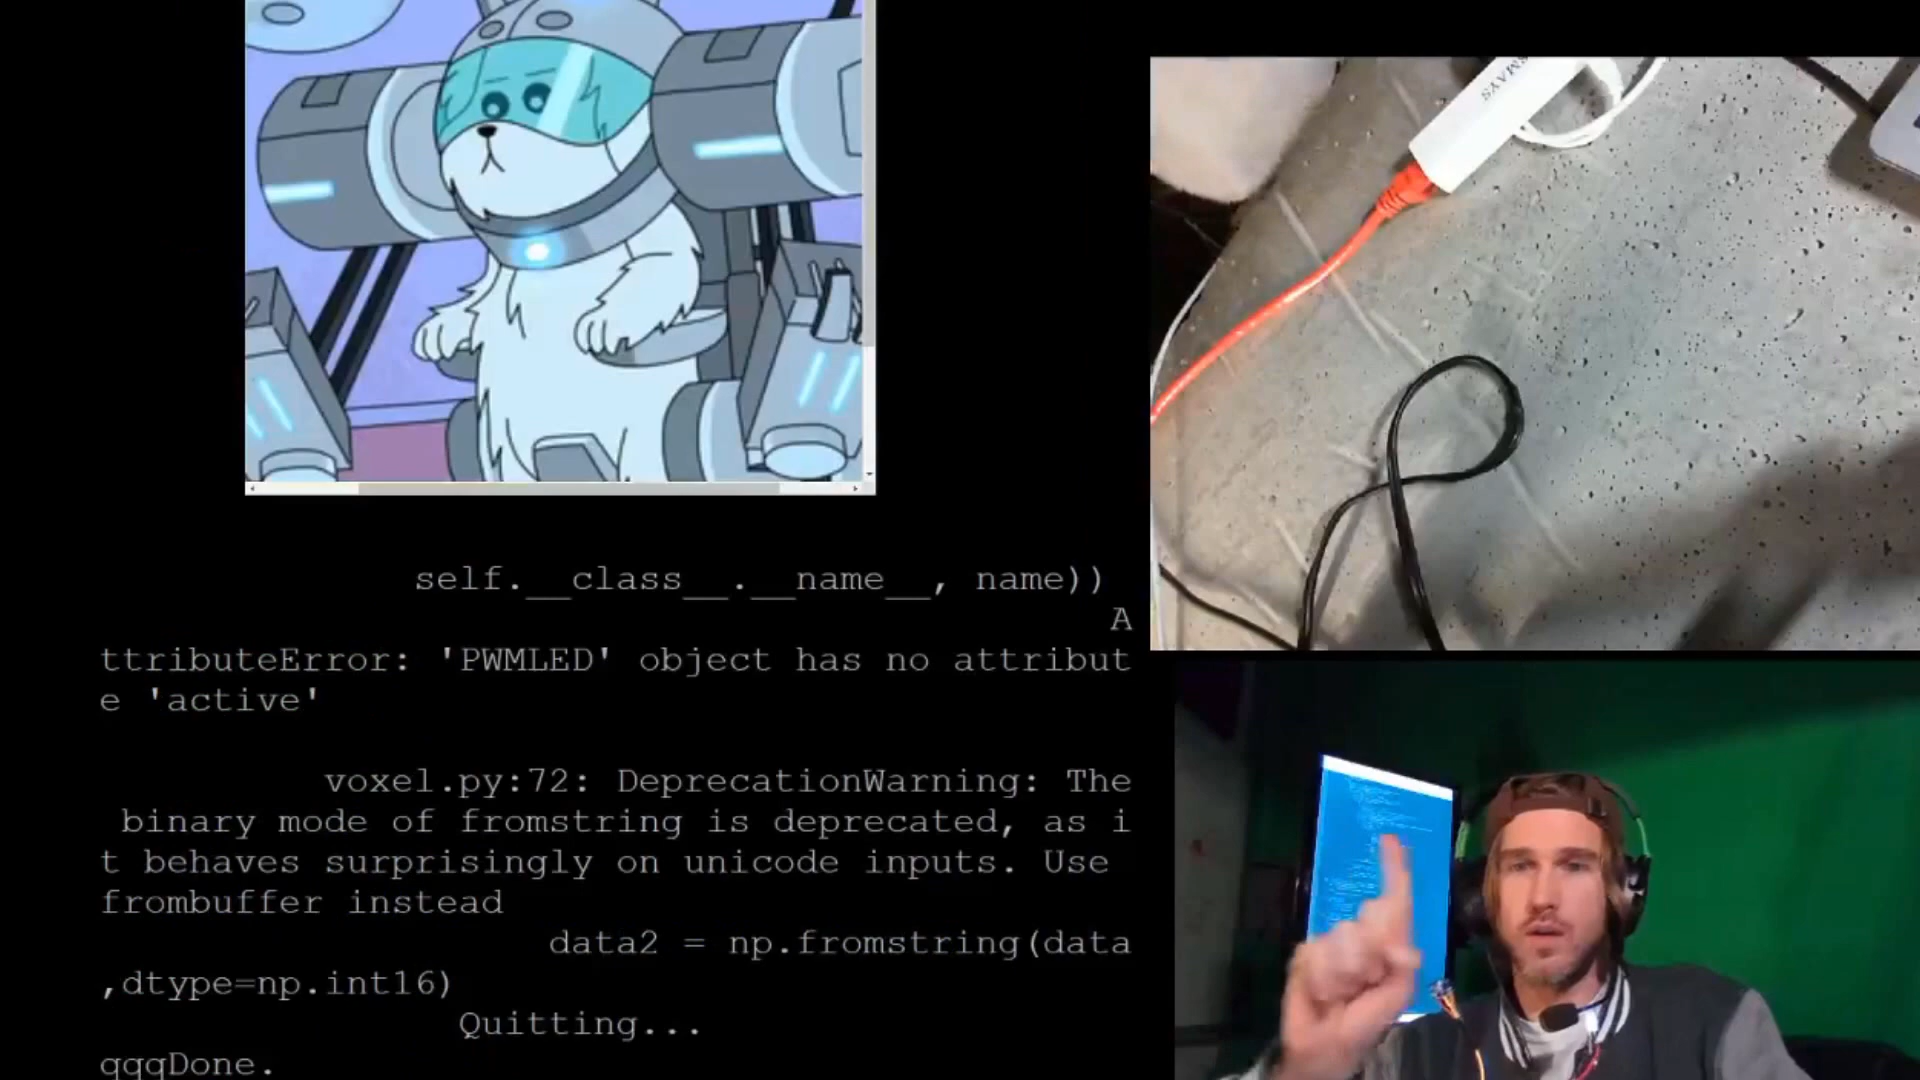 SAVWSM
self.__class__.__name__, name))
A
ttributeError: 'PWMLED' object has no attribut
e 'active'
voxel.py:72: DeprecationWarning: The
binary mode of fromstring is deprecated, as i
t behaves surprisingly on unicode inputs. Use
frombuffer instead
data2 = np.fromstring(data
,dtype=np.int16)
Quitting...
qqqDone.